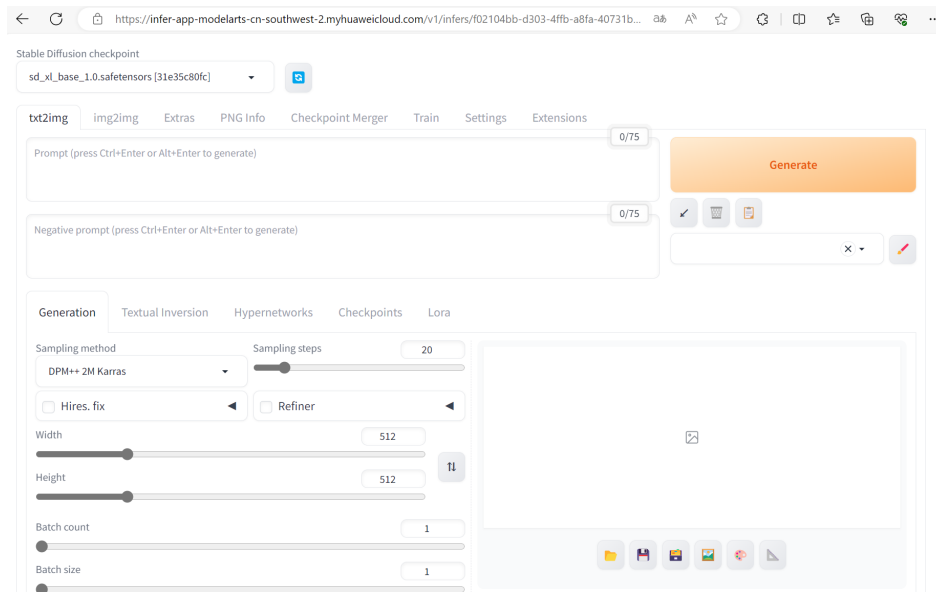 https://infer-app-modelarts-cn-southwest-2.myhuaweicloud.com/v1/infers/f02104bb-d303-4ffb-a8fa-40731b...
Stable Diffusion checkpoint
sd_xl_base_1.0.safetensors [31e35c80fc]
txt2img img2img Extras PNG Info Checkpoint Merger Train Settings Extensions
0/75
Prompt (press Ctrl+Enter or Alt+Enter to generate)
Generate
0/75
Negative prompt (press Ctrl+Enter or Alt+Enter to generate)
Generation Textual Inversion Hypernetworks Checkpoints Lora
Sampling method
Sampling steps
20
DPM++ 2M Karras
Hires. fix
Refiner
Width
512
Height
512
Batch count
1
Batch size
1